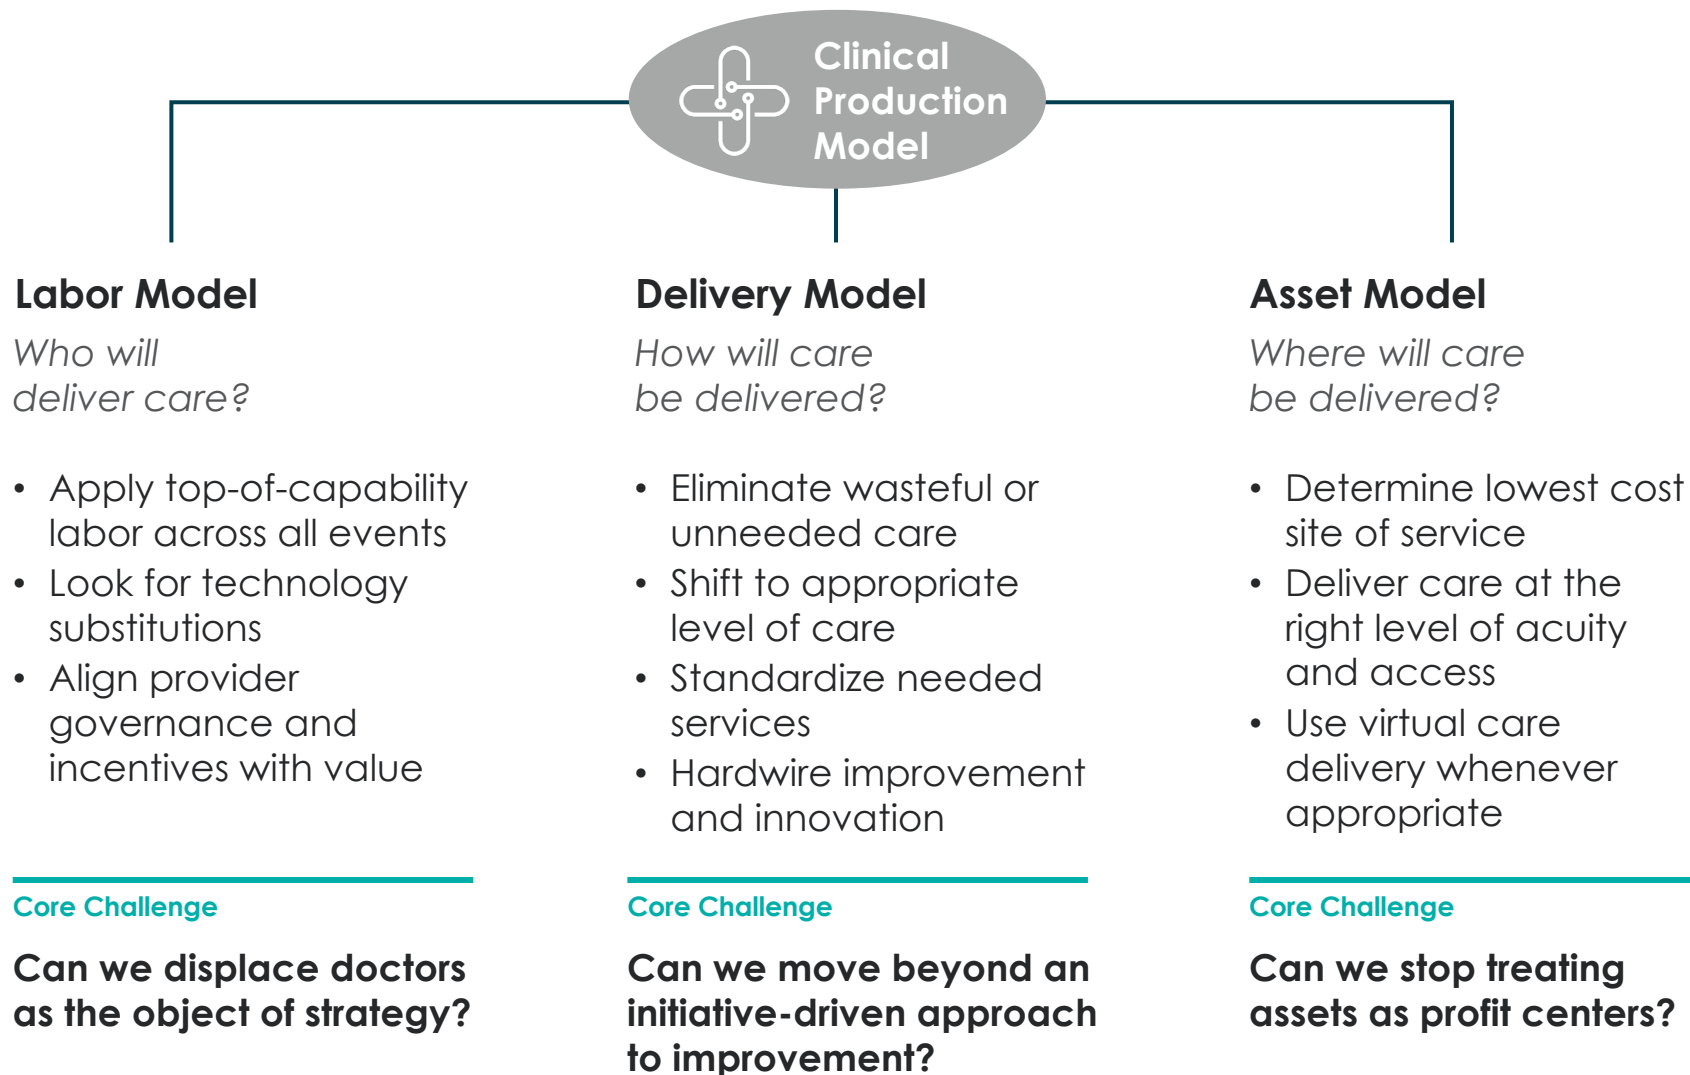 Clinical
Production
Model
Labor Model
Who will
deliver care?
• Apply top-of-capability
labor across all events
• Look for technology
substitutions
• Align provider
governance and
incentives with value
Core Challenge
Can we displace doctors
as the object of strategy?
Delivery Model
How will care
be delivered?
• Eliminate wasteful or
unneeded care
• Shift to appropriate
level of care
• Standardize needed
services
• Hardwire improvement
and innovation
Core Challenge
Can we move beyond an
initiative-driven approach
to improvement?
Asset Model
Where will care
be delivered?
• Determine lowest cost
site of service
• Deliver care at the
right level of acuity
and access
• Use virtual care
delivery whenever
appropriate
Core Challenge
Can we stop treating
assets as profit centers?